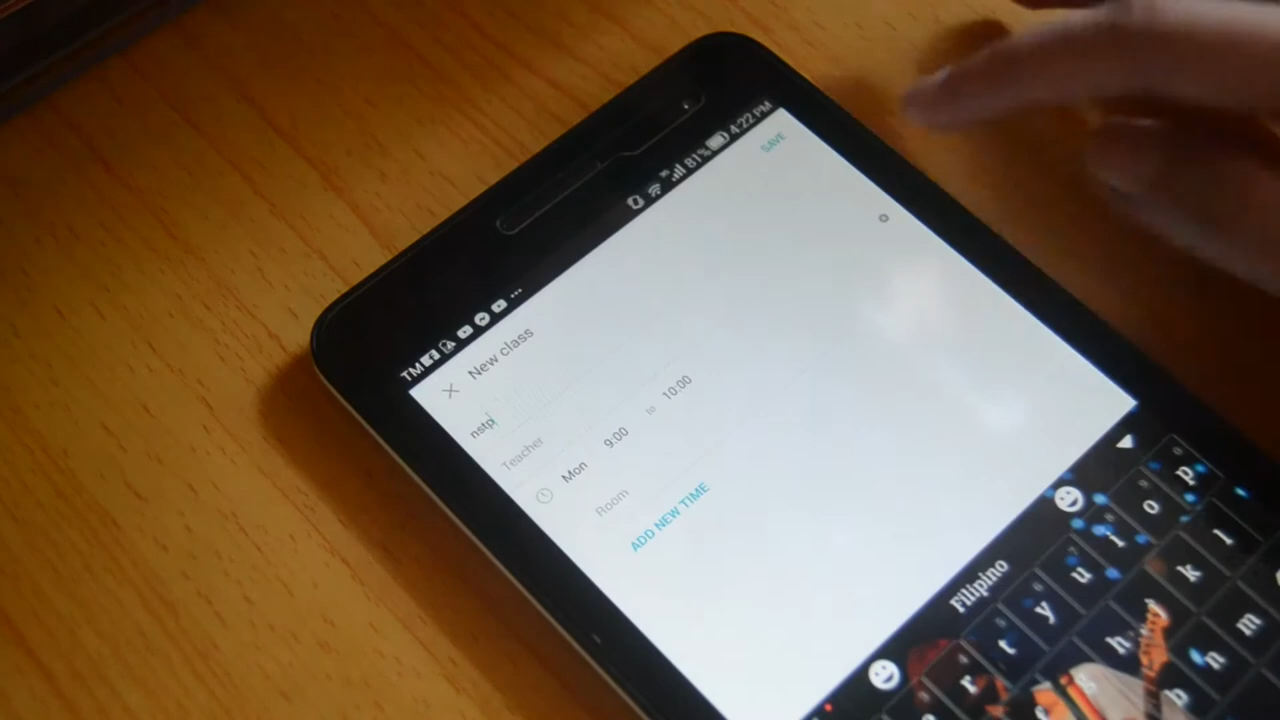 TM 81% 4:22 PM
New class
SAVE
nstp
Teacher
Mon 9:00 to 10:00
Room
ADD NEW TIME
Filipino
r t y u i o p
g h k l
b n m